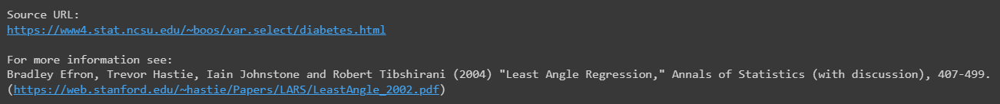 Source URL:
https://www4.stat.ncsu.edu/~boos/var.select/diabetes.html
For more information see:
Bradley Efron, Trevor Hastie, Iain Johnstone and Robert Tibshirani (2004) "Least Angle Regression," Annals of Statistics (with discussion), 407-499.
(https://web.stanford.edu/~hastie/Papers/LARS/LeastAngle_2002.pdf)